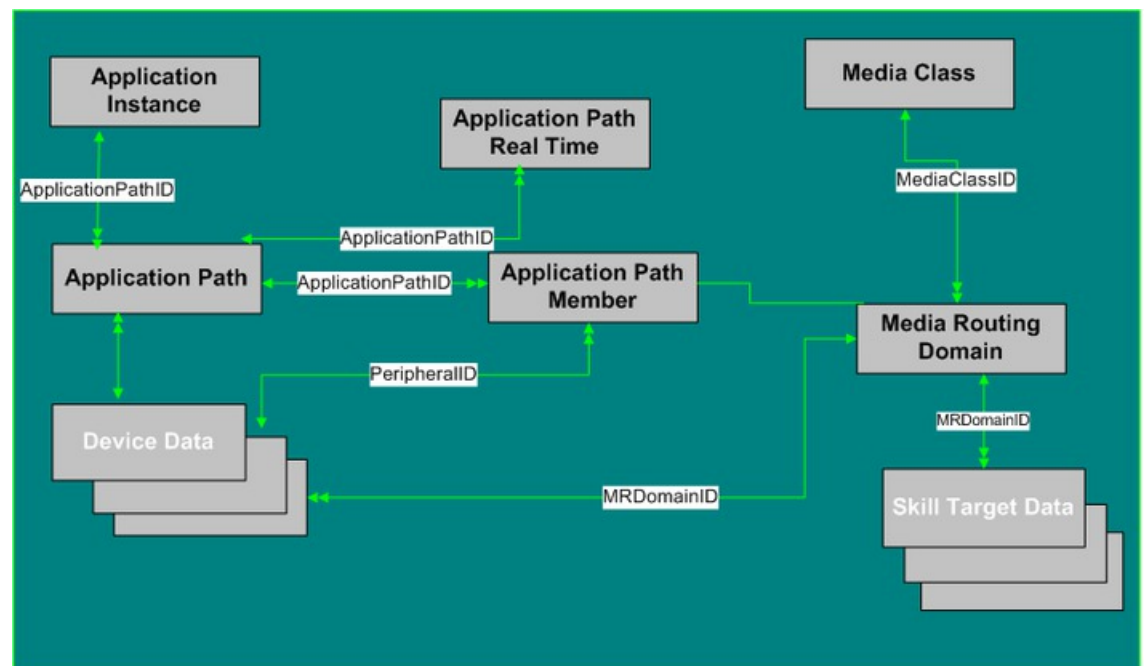 Application
Instance
Media Class
Application Path
Real Time
ApplicationPathID
MediaClassID
ApplicationPathID
Application Path
ApplicationPathID
Application Path
Member
Media Routing
Domain
PeripheralID
Device Data
MRDomainID
MRDomainID
Skill Target Data